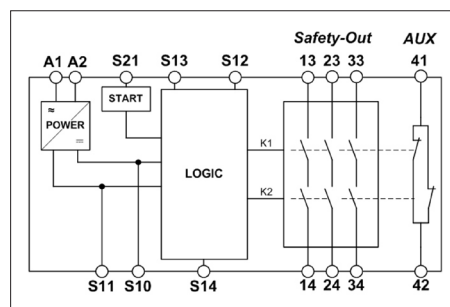 Safety-Out AUX
A1 A2 S21 S13 S12 13 23 33 41
START
≂
POWER
⎓
LOGIC
K1
K2
S11 S10 S14 14 24 34 42